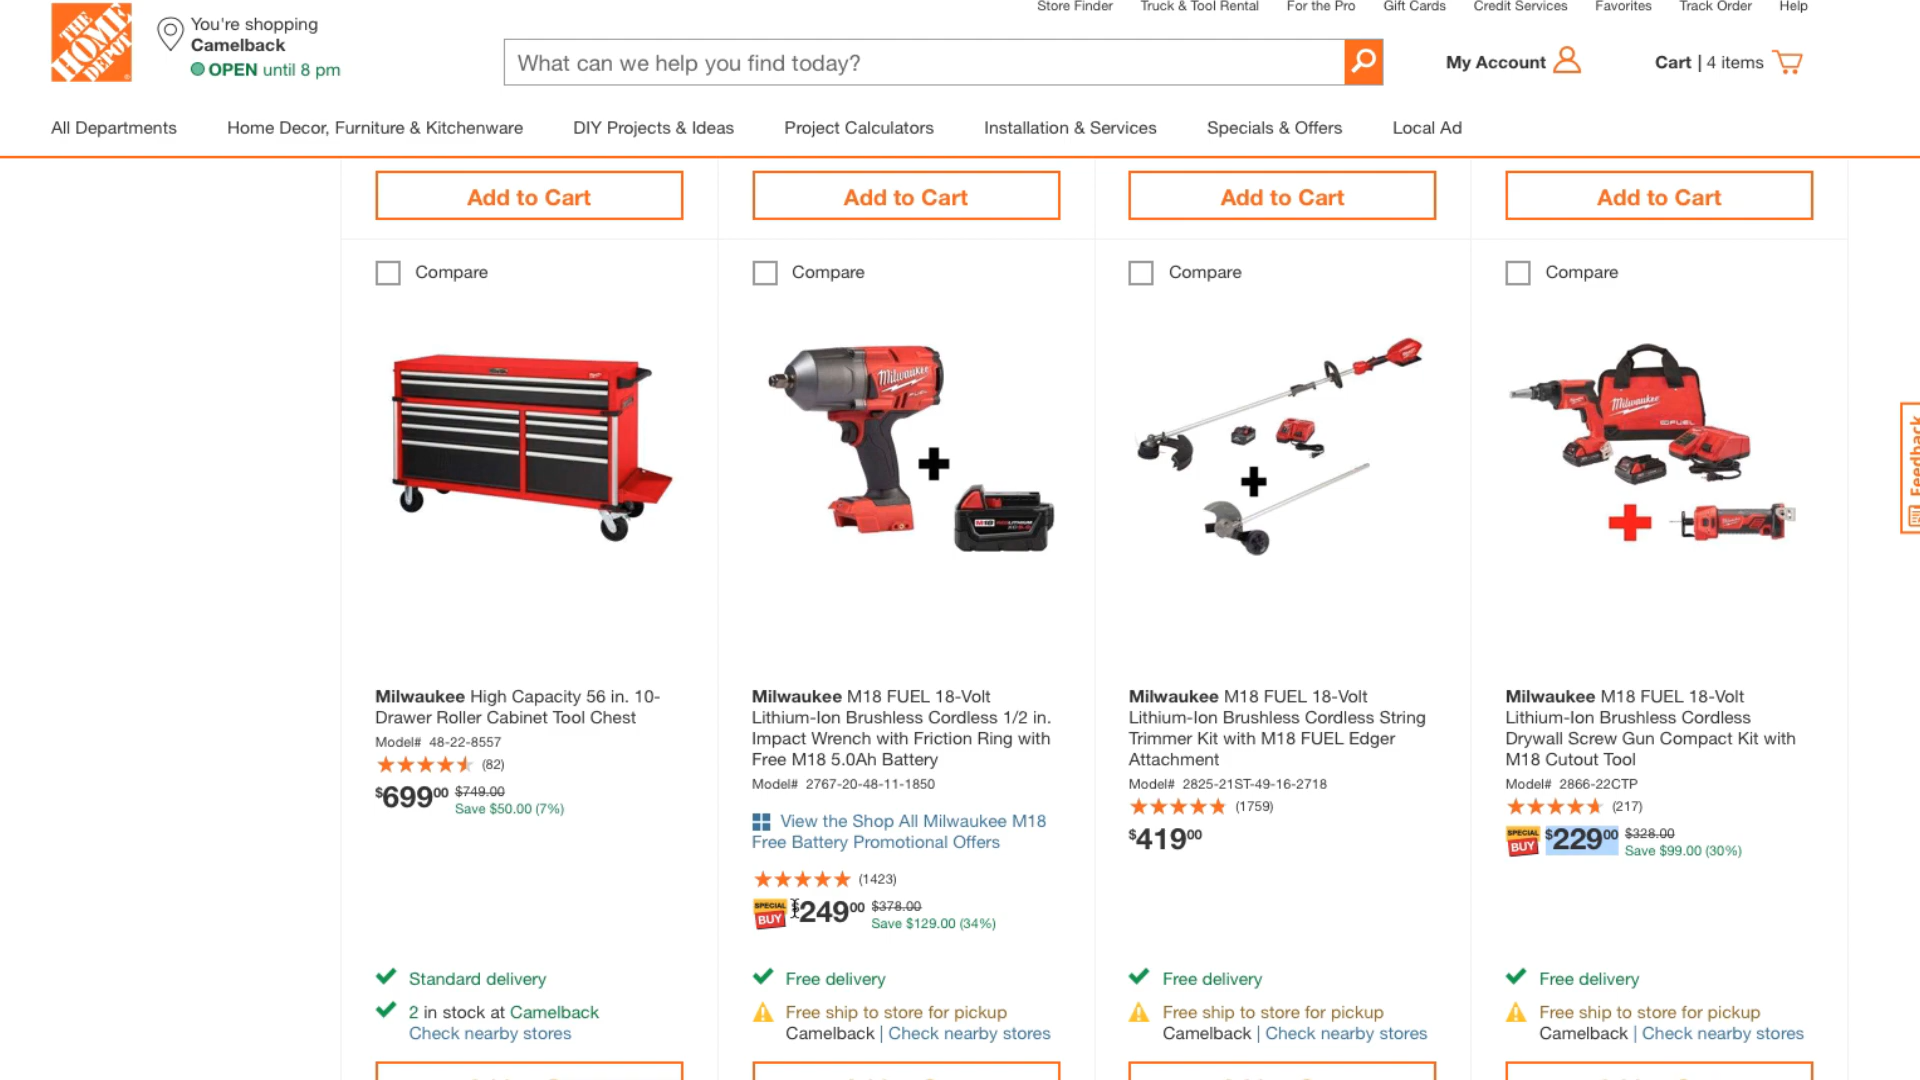 THE HOME DEPOT
You're shopping
Camelback
OPEN until 8 pm
Store Finder Truck & Tool Rental For the Pro Gift Cards Credit Services Favorites Track Order Help
What can we help you find today?
My Account
Cart | 4 items
All Departments Home Decor, Furniture & Kitchenware DIY Projects & Ideas Project Calculators Installation & Services Specials & Offers Local Ad
Add to Cart Add to Cart Add to Cart Add to Cart
Compare Compare Compare Compare
Feedback
Milwaukee High Capacity 56 in. 10-
Drawer Roller Cabinet Tool Chest
Model# 48-22-8557
(82)
$69900 $749.00
Save $50.00 (7%)
Standard delivery
2 in stock at Camelback
Check nearby stores
Milwaukee
FUEL
M18
Milwaukee M18 FUEL 18-Volt
Lithium-Ion Brushless Cordless 1/2 in.
Impact Wrench with Friction Ring with
Free M18 5.0Ah Battery
Model# 2767-20-48-11-1850
View the Shop All Milwaukee M18
Free Battery Promotional Offers
(1423)
SPECIAL BUY $24900 $378.00
Save $129.00 (34%)
Free delivery
Free ship to store for pickup
Camelback | Check nearby stores
Milwaukee M18 FUEL 18-Volt
Lithium-Ion Brushless Cordless String
Trimmer Kit with M18 FUEL Edger
Attachment
Model# 2825-21ST-49-16-2718
(1759)
$41900
Free delivery
Free ship to store for pickup
Camelback | Check nearby stores
Milwaukee
FUEL
Milwaukee M18 FUEL 18-Volt
Lithium-Ion Brushless Cordless
Drywall Screw Gun Compact Kit with
M18 Cutout Tool
Model# 2866-22CTP
(217)
SPECIAL BUY $22900 $328.00
Save $99.00 (30%)
Free delivery
Free ship to store for pickup
Camelback | Check nearby stores